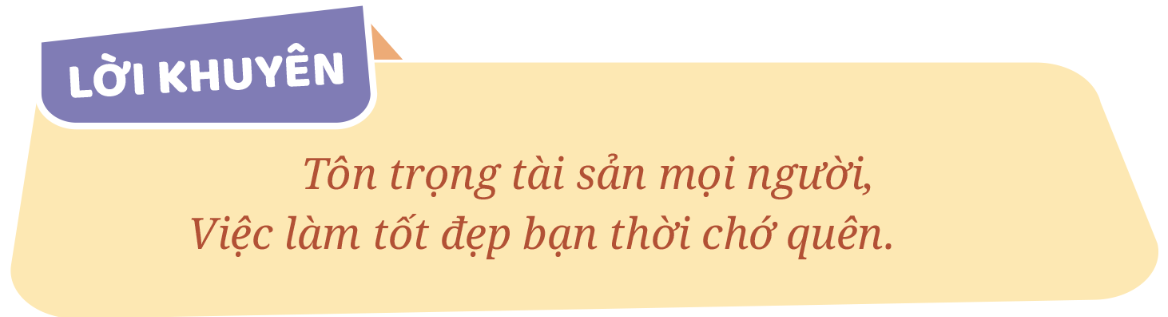 LỜI KHUYÊN
Tôn trọng tài sản mọi người,
Việc làm tốt đẹp bạn thời chớ quên.